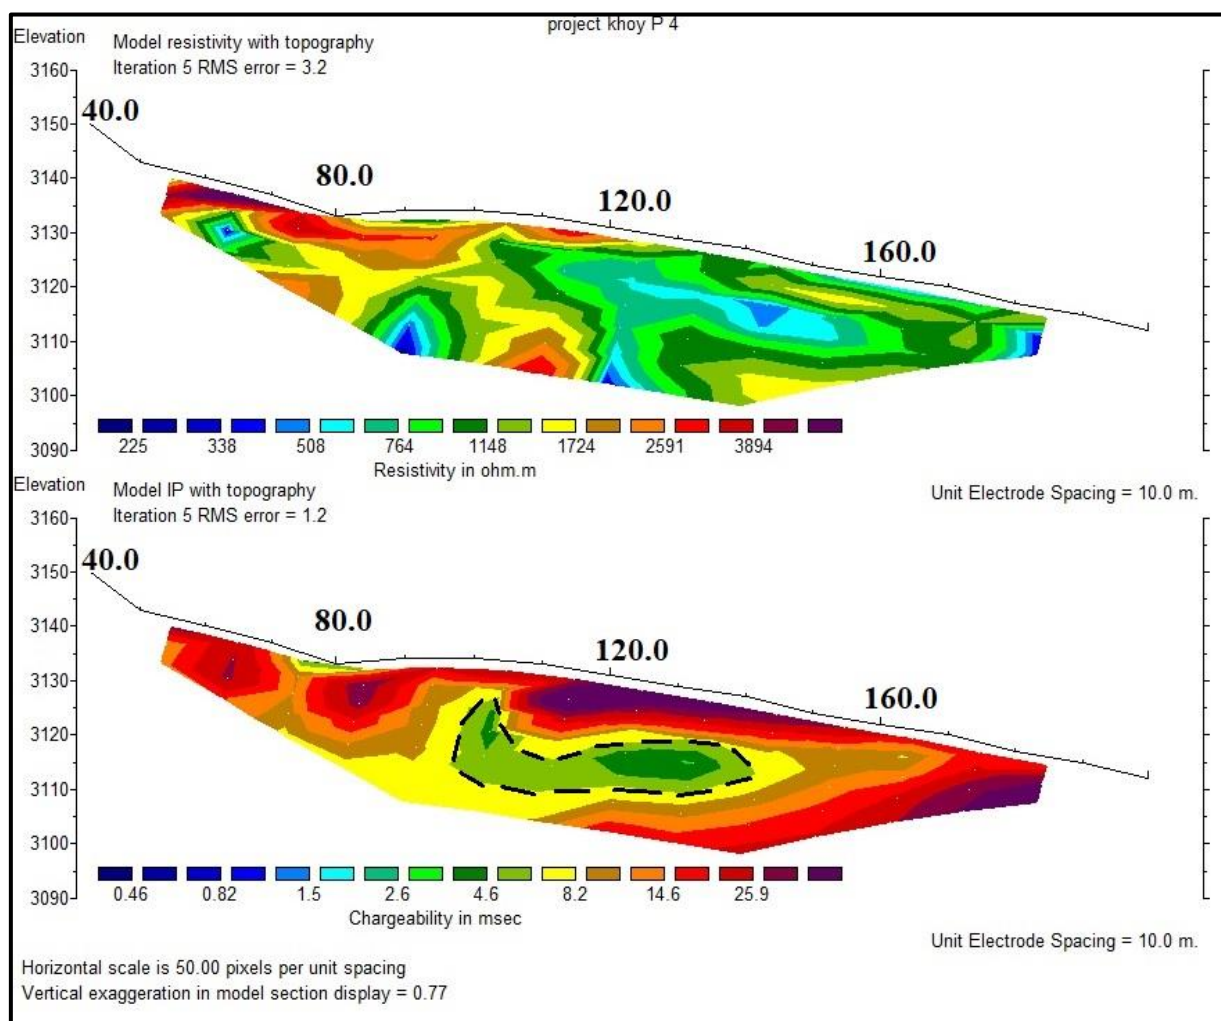 project khoy P 4
Elevation
Model resistivity with topography
Iteration 5 RMS error = 3.2
3160
40.0
3150
3140
80.0
3130
120.0
3120
160.0
3110
3100
3090
225 338 508 764 1148 1724 2591 3894
Resistivity in ohm.m
Unit Electrode Spacing = 10.0 m.
Elevation
Model IP with topography
Iteration 5 RMS error = 1.2
3160
40.0
3150
3140
80.0
3130
120.0
3120
160.0
3110
3100
3090
0.46 0.82 1.5 2.6 4.6 8.2 14.6 25.9
Chargeability in msec
Unit Electrode Spacing = 10.0 m.
Horizontal scale is 50.00 pixels per unit spacing
Vertical exaggeration in model section display = 0.77